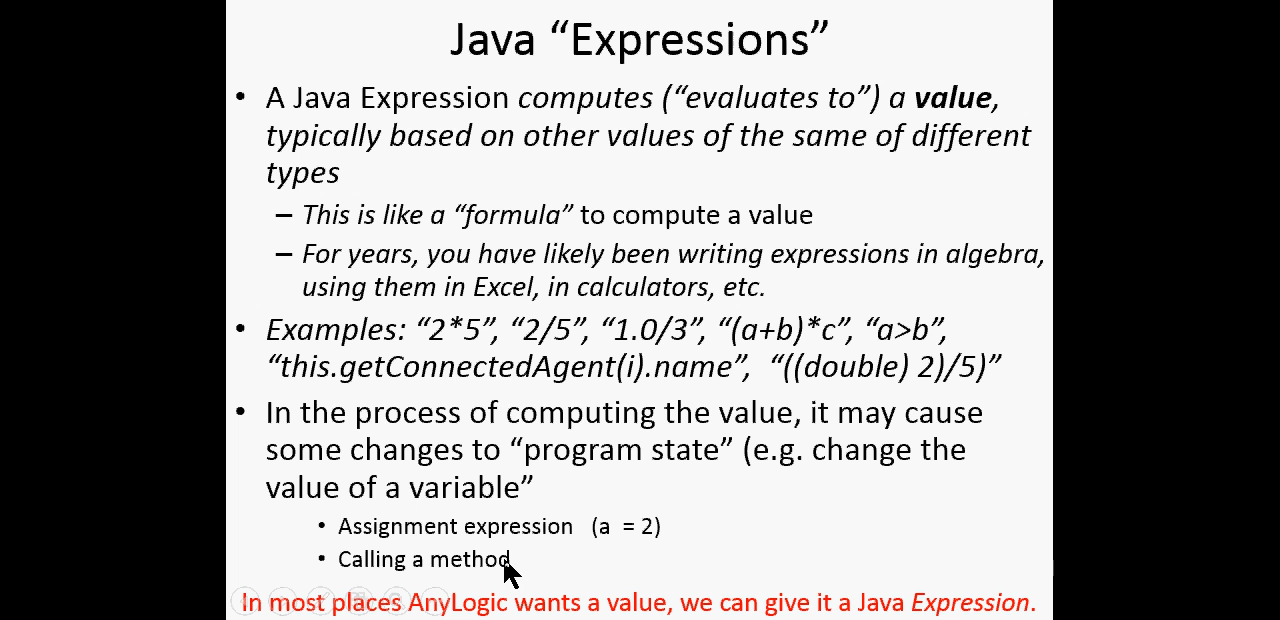 Java “Expressions”
• A Java Expression computes (“evaluates to”) a value,
typically based on other values of the same of different
types
– This is like a “formula” to compute a value
– For years, you have likely been writing expressions in algebra,
using them in Excel, in calculators, etc.
• Examples: “2*5”, “2/5”, “1.0/3”, “(a+b)*c”, “a>b”,
“this.getConnectedAgent(i).name”, “((double) 2)/5)”
• In the process of computing the value, it may cause
some changes to “program state” (e.g. change the
value of a variable”
• Assignment expression (a = 2)
• Calling a method
In most places AnyLogic wants a value, we can give it a Java Expression.